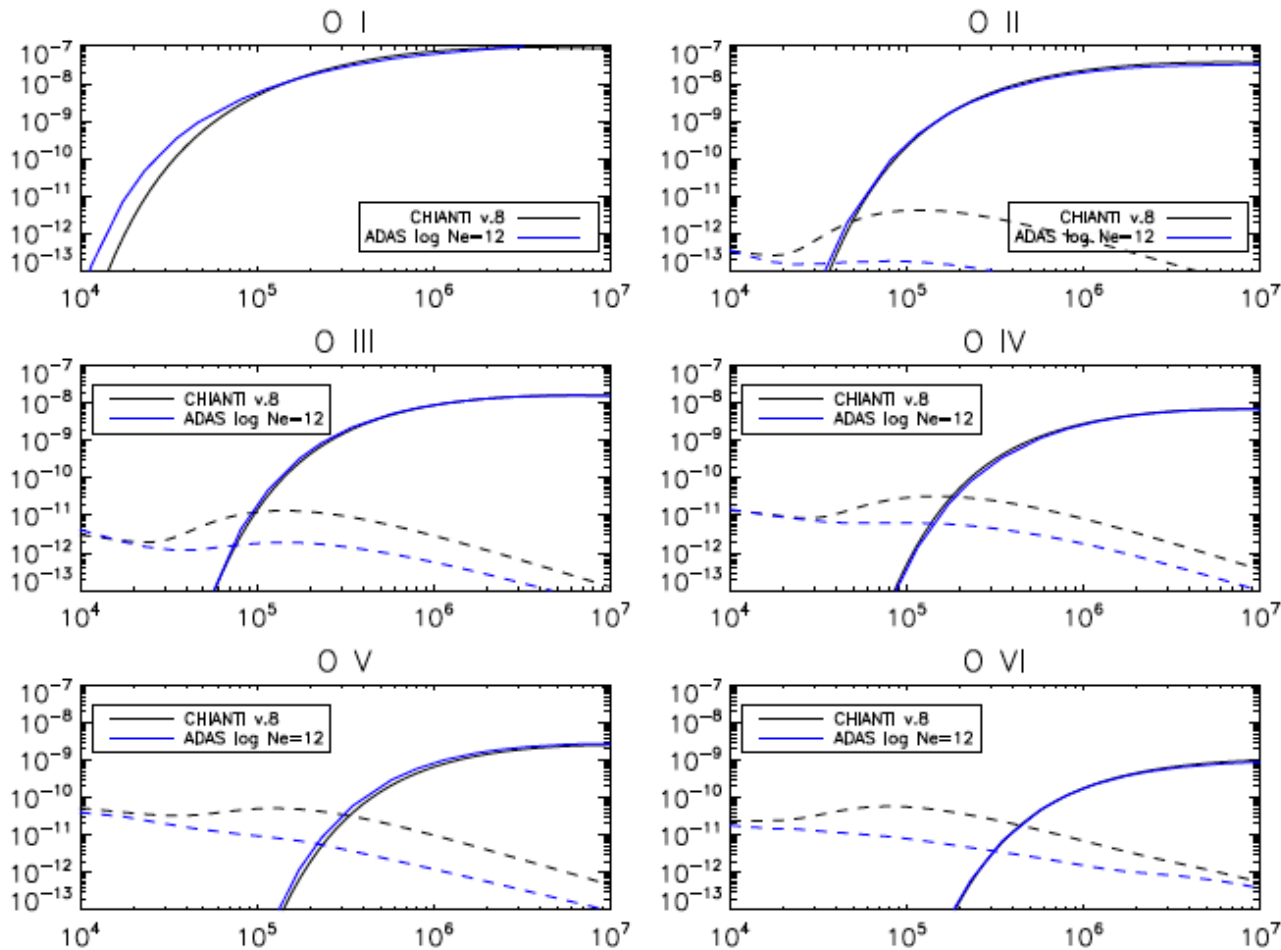 O I
10⁻⁷
10⁻⁸
10⁻⁹
10⁻¹⁰
10⁻¹¹
10⁻¹²
10⁻¹³
CHIANTI v.8
ADAS log Ne−12
10⁴ 10⁵ 10⁶ 10⁷
O II
10⁻⁷
10⁻⁸
10⁻⁹
10⁻¹⁰
10⁻¹¹
10⁻¹²
10⁻¹³
CHIANTI v.8
ADAS log Ne−12
10⁴ 10⁵ 10⁶ 10⁷
O III
10⁻⁷
10⁻⁸
10⁻⁹
10⁻¹⁰
10⁻¹¹
10⁻¹²
10⁻¹³
CHIANTI v.8
ADAS log Ne−12
10⁴ 10⁵ 10⁶ 10⁷
O IV
10⁻⁷
10⁻⁸
10⁻⁹
10⁻¹⁰
10⁻¹¹
10⁻¹²
10⁻¹³
CHIANTI v.8
ADAS log Ne−12
10⁴ 10⁵ 10⁶ 10⁷
O V
10⁻⁷
10⁻⁸
10⁻⁹
10⁻¹⁰
10⁻¹¹
10⁻¹²
10⁻¹³
CHIANTI v.8
ADAS log Ne=12
10⁴ 10⁵ 10⁶ 10⁷
O VI
10⁻⁷
10⁻⁸
10⁻⁹
10⁻¹⁰
10⁻¹¹
10⁻¹²
10⁻¹³
CHIANTI v.8
ADAS log Ne=12
10⁴ 10⁵ 10⁶ 10⁷